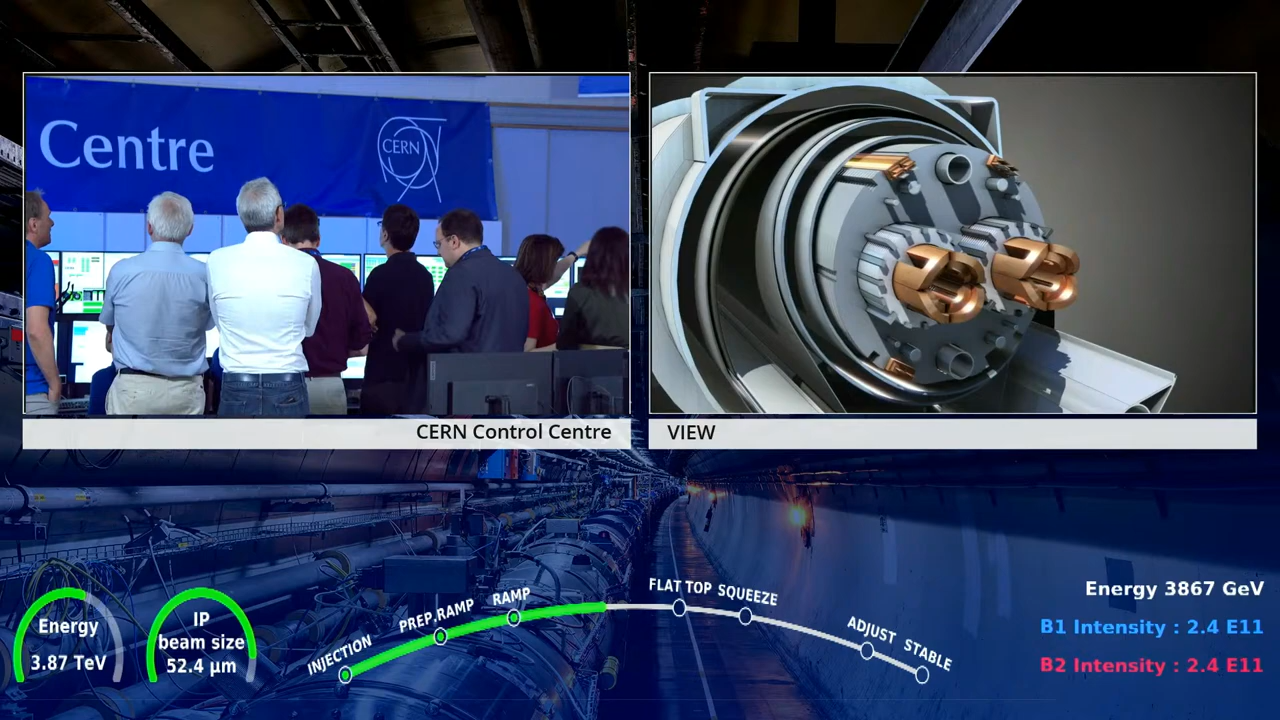 Centre
CERN
CERN Control Centre
VIEW
Energy
3.87 TeV
IP
beam size
52.4 µm
INJECTION
PREP.RAMP
RAMP
FLAT TOP
SQUEEZE
ADJUST
STABLE
Energy 3867 GeV
B1 Intensity : 2.4 E11
B2 Intensity : 2.4 E11